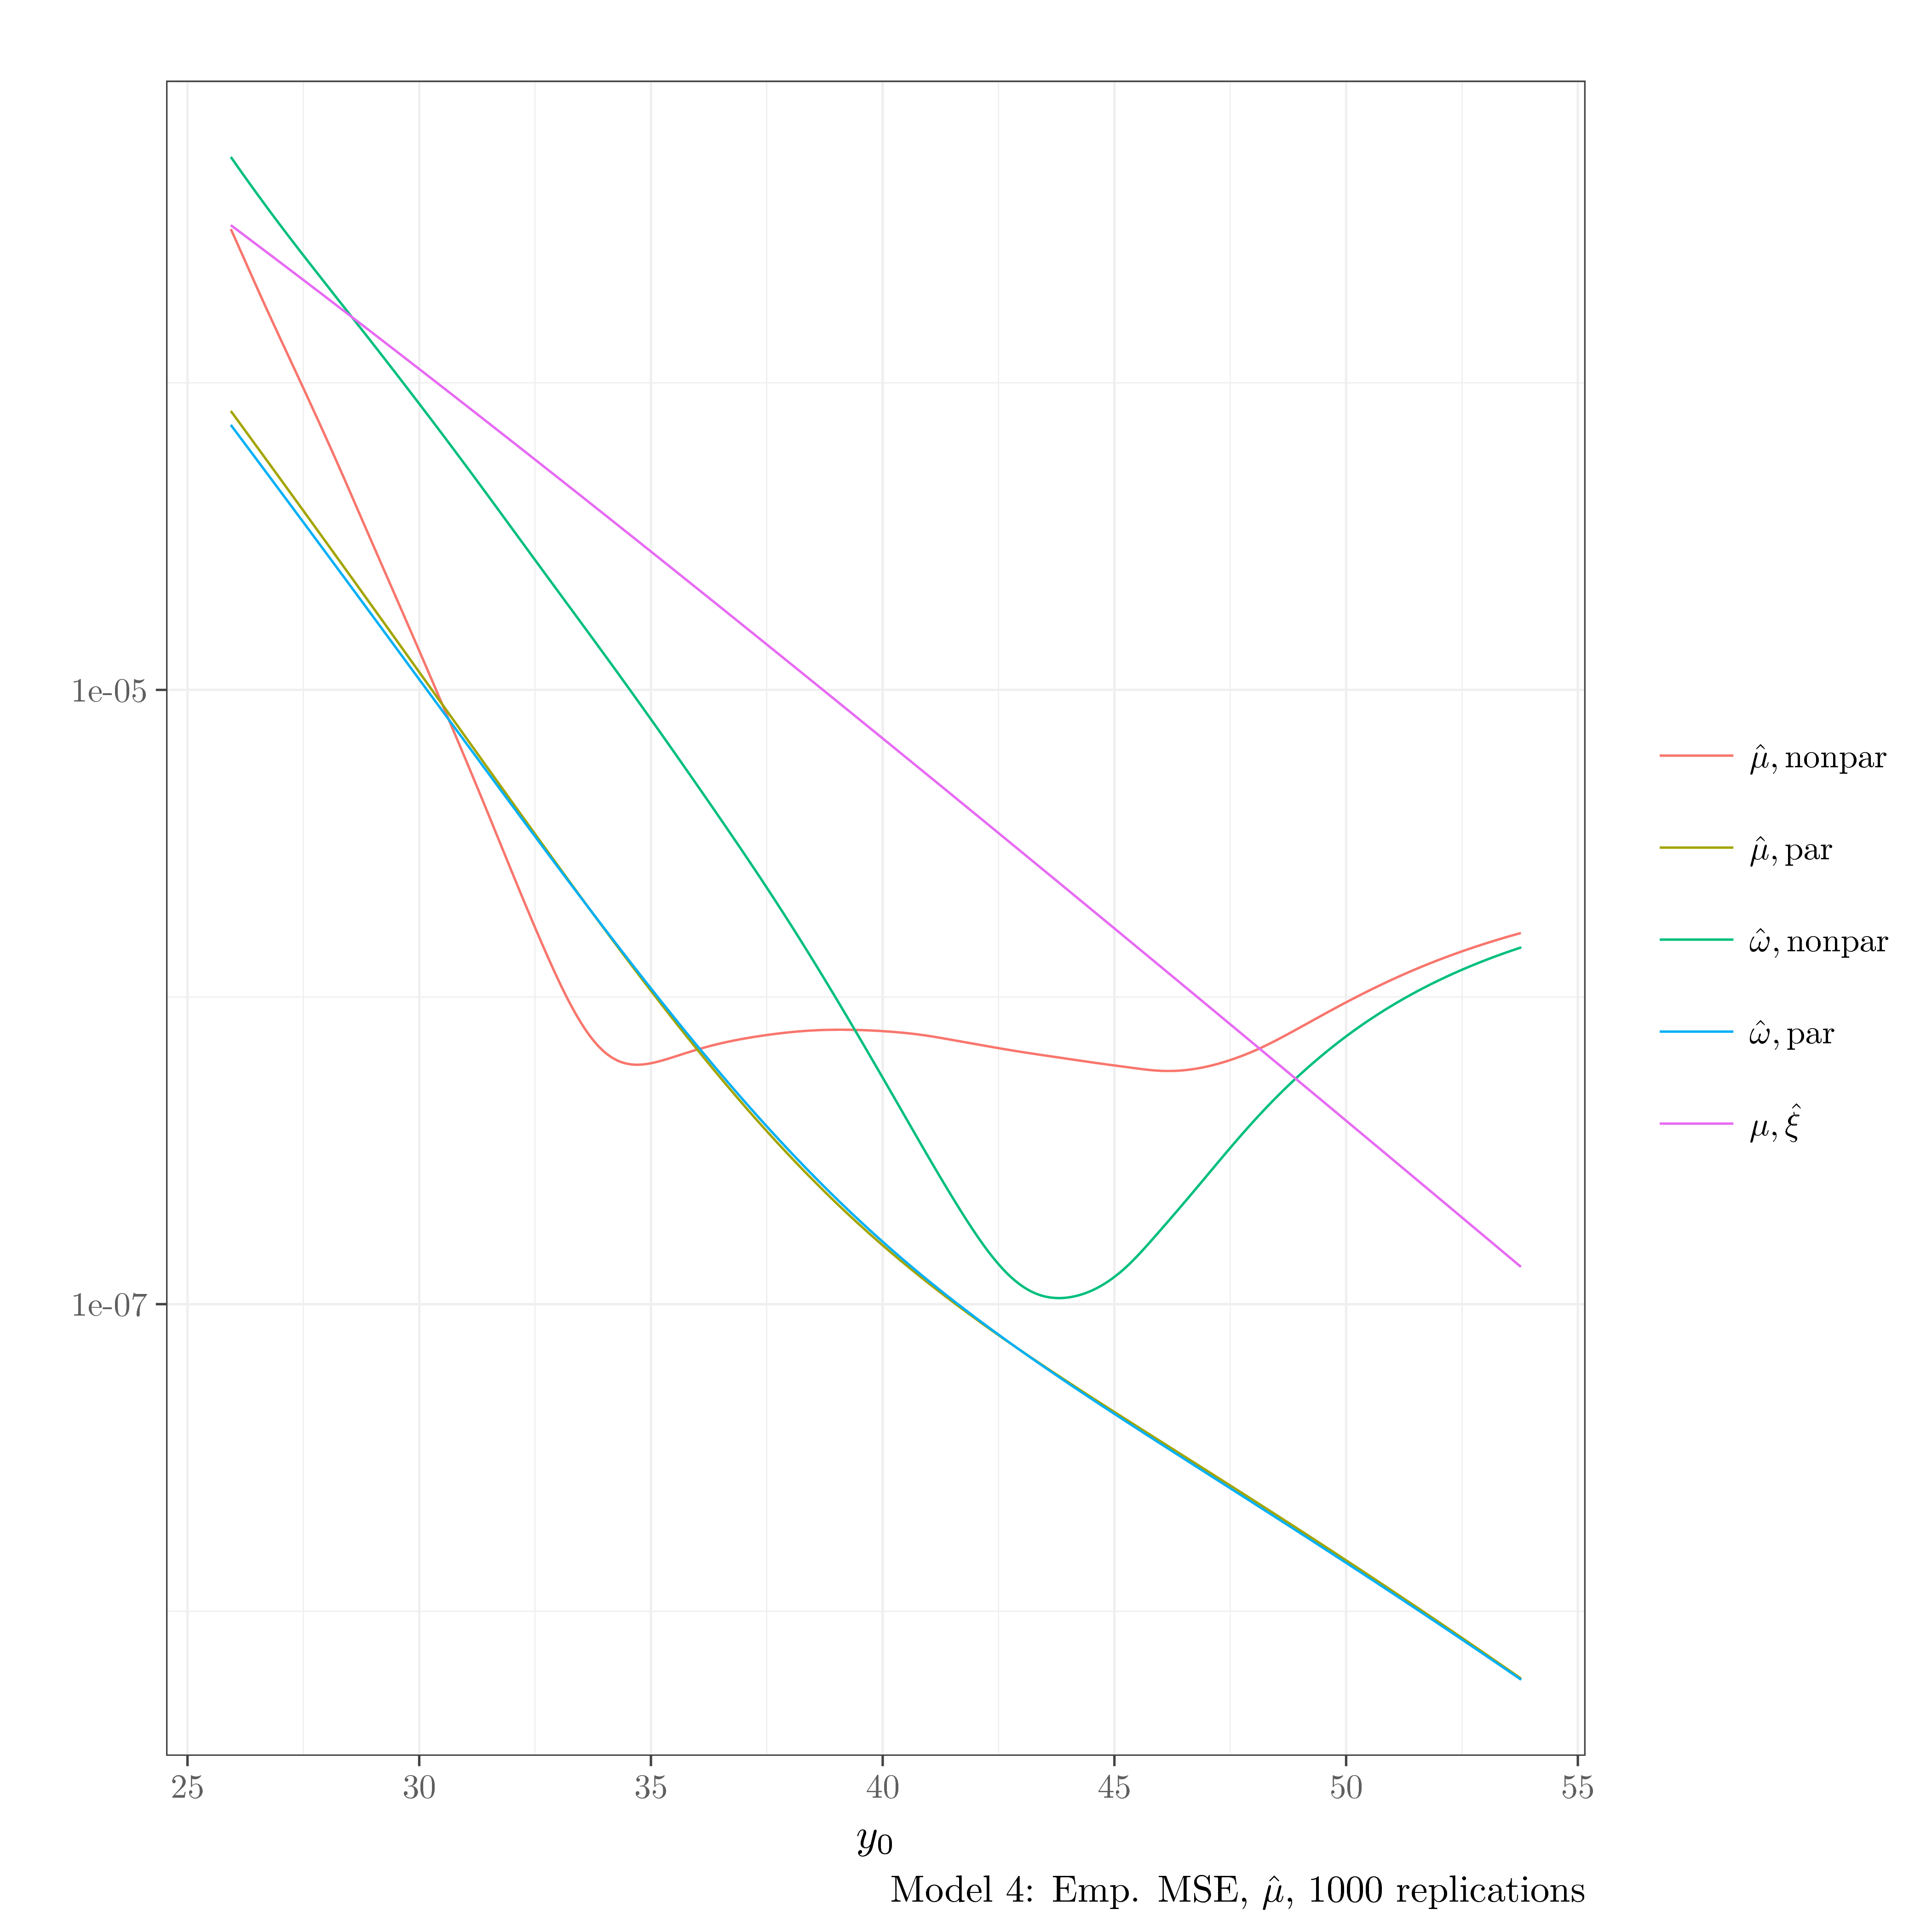 1e-05
1e-07
25 30 35 40 45 50 55
y₀
μ̂, nonpar
μ̂, par
ω̂, nonpar
ω̂, par
μ, ξ̂
Model 4: Emp. MSE, μ̂, 1000 replications